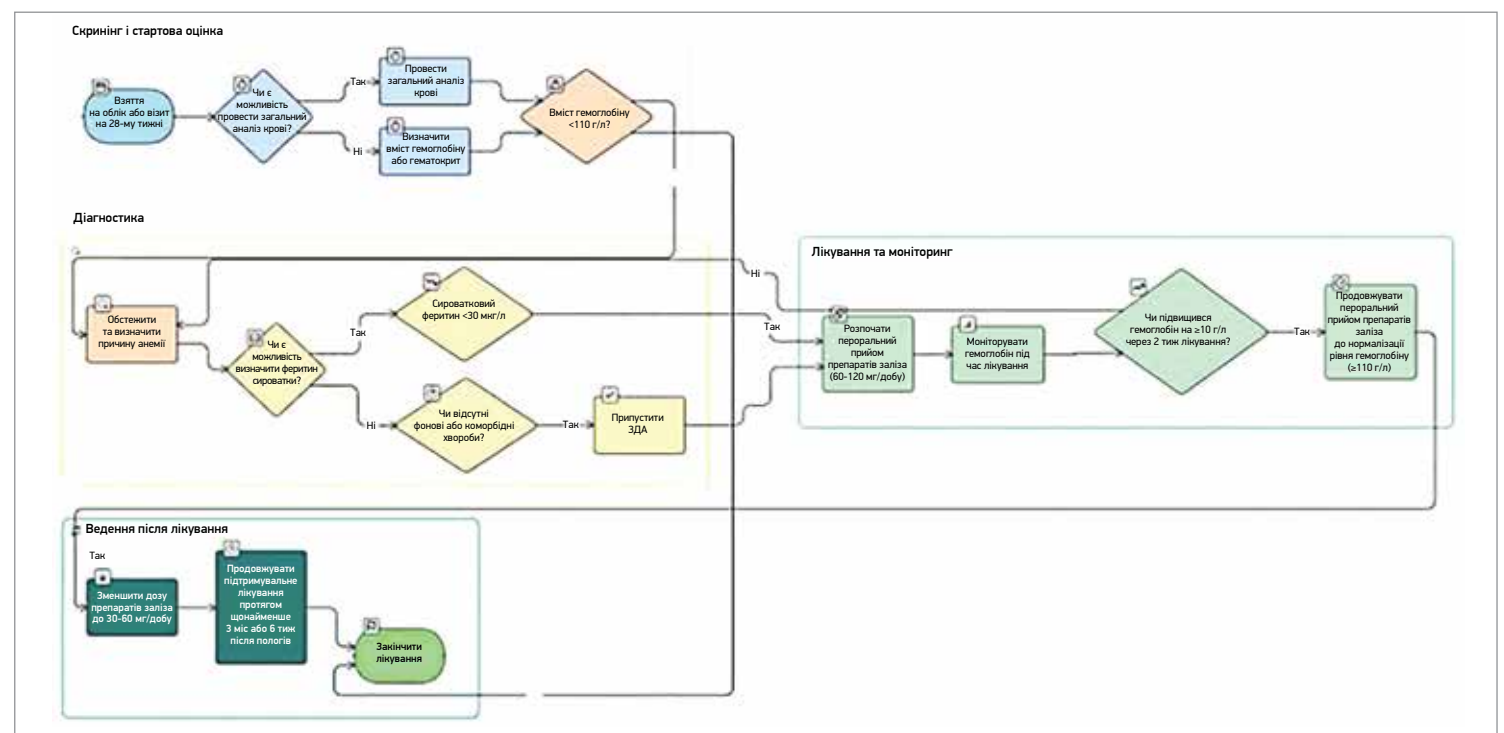 Скринінг і стартова оцінка
Взяття
на облік або візит
на 28-му тижні
Чи є
можливість
провести загальний
аналіз крові?
Так
Провести
загальний аналіз
крові
Ні
Визначити
вміст гемоглобіну
або гематокрит
Вміст гемоглобіну
<110 г/л?
Діагностика
Обстежити
та визначити
причину анемії
Чи є
можливість
визначити феритин
сироватки?
Так
Сироватковий
феритин <30 мкг/л
Ні
Чи відсутні
фонові або коморбідні
хвороби?
Так
Припустити
ЗДА
Ні
Так
Лікування та моніторинг
Розпочати
пероральний
прийом
препаратів заліза
(60-120 мг/добу)
Моніторувати
гемоглобін під
час лікування
Чи підвищився
гемоглобін на ≥10 г/л
через 2 тиж лікування?
Так
Продовжувати
пероральний
прийом препаратів
заліза
до нормалізації
рівня гемоглобіну
(≥110 г/л)
Ведення після лікування
Так
Зменшити дозу
препаратів заліза
до 30-60 мг/добу
Продовжувати
підтримувальне
лікування
протягом
щонайменше
3 міс або 6 тиж
після пологів
Закінчити
лікування